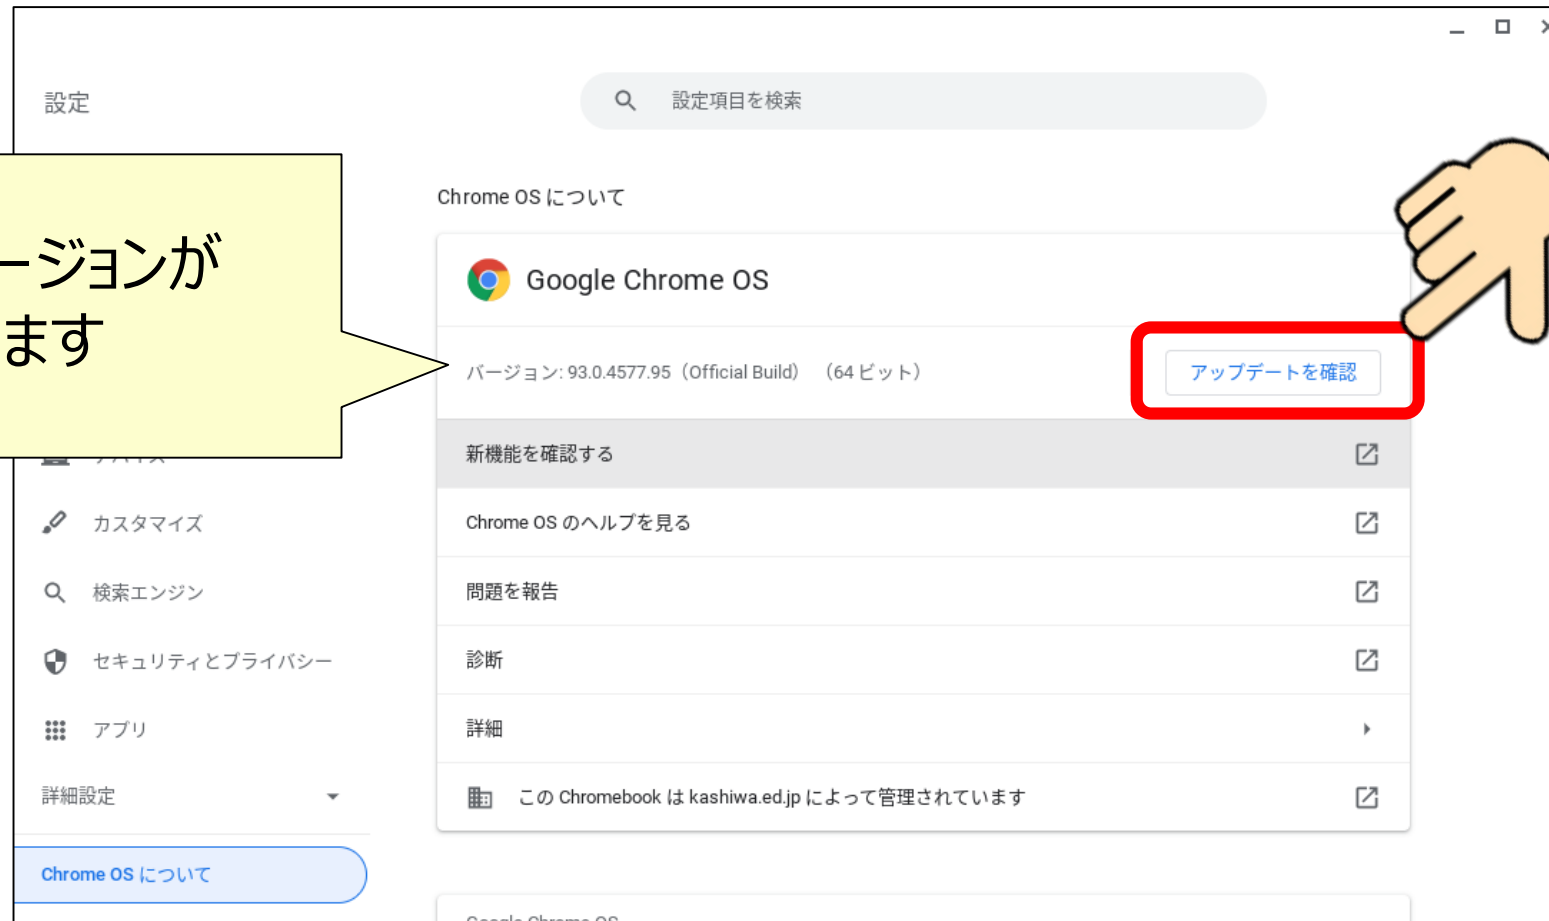 設定
設定項目を検索
Chrome OS について
ージョンが
ます
Google Chrome OS
バージョン: 93.0.4577.95（Official Build） （64 ビット）
アップデートを確認
新機能を確認する
Chrome OS のヘルプを見る
カスタマイズ
検索エンジン
問題を報告
セキュリティとプライバシー
診断
アプリ
詳細
詳細設定
この Chromebook は kashiwa.ed.jp によって管理されています
Chrome OS について
Google Chrome OS